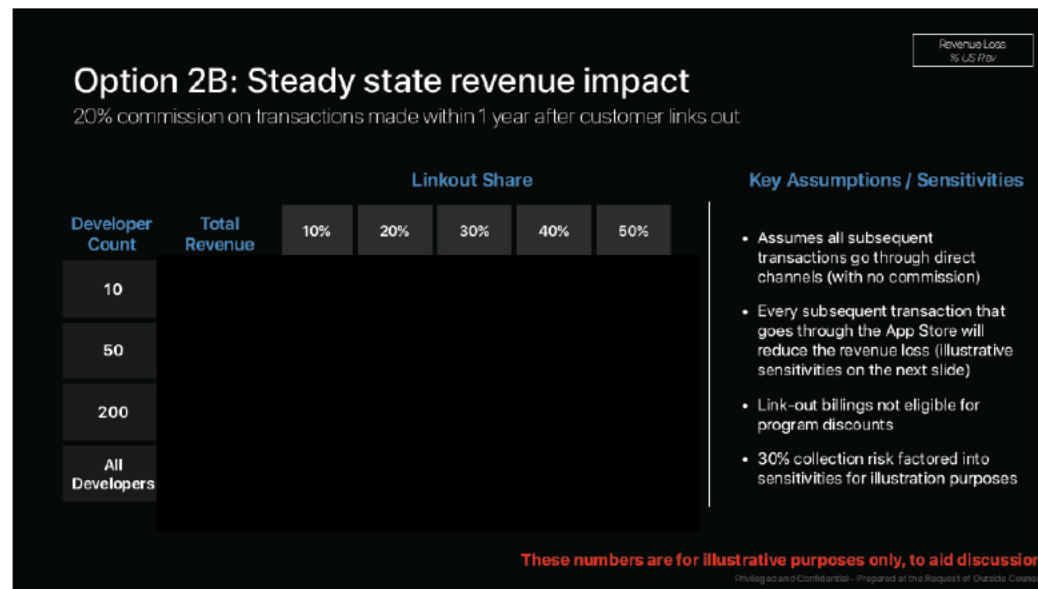 Revenue Loss
% US Rev
Option 2B: Steady state revenue impact
20% commission on transactions made within 1 year after customer links out
Linkout Share
Key Assumptions / Sensitivities
Developer
Count
Total
Revenue
10%
20%
30%
40%
50%
10
50
200
All
Developers
• Assumes all subsequent
transactions go through direct
channels (with no commission)
• Every subsequent transaction that
goes through the App Store will
reduce the revenue loss (illustrative
sensitivities on the next slide)
• Link-out billings not eligible for
program discounts
• 30% collection risk factored into
sensitivities for illustration purposes
These numbers are for illustrative purposes only, to aid discussion
Privileged and Confidential – Prepared at the Request of Outside Counse